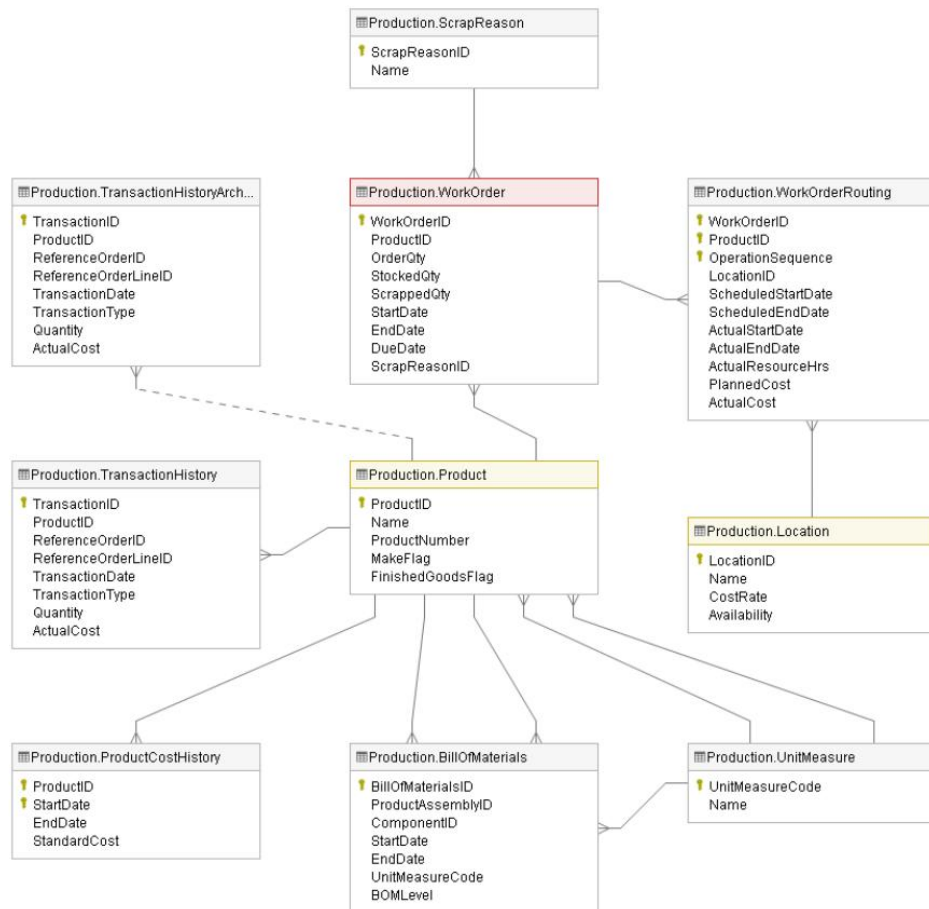 Production.ScrapReason
ScrapReasonID
Name
Production.TransactionHistoryArch...
TransactionID
ProductID
ReferenceOrderID
ReferenceOrderLineID
TransactionDate
TransactionType
Quantity
ActualCost
Production.WorkOrder
WorkOrderID
ProductID
OrderQty
StockedQty
ScrappedQty
StartDate
EndDate
DueDate
ScrapReasonID
Production.WorkOrderRouting
WorkOrderID
ProductID
OperationSequence
LocationID
ScheduledStartDate
ScheduledEndDate
ActualStartDate
ActualEndDate
ActualResourceHrs
PlannedCost
ActualCost
Production.TransactionHistory
TransactionID
ProductID
ReferenceOrderID
ReferenceOrderLineID
TransactionDate
TransactionType
Quantity
ActualCost
Production.Product
ProductID
Name
ProductNumber
MakeFlag
FinishedGoodsFlag
Production.Location
LocationID
Name
CostRate
Availability
Production.ProductCostHistory
ProductID
StartDate
EndDate
StandardCost
Production.BillOfMaterials
BillOfMaterialsID
ProductAssemblyID
ComponentID
StartDate
EndDate
UnitMeasureCode
BOMLevel
Production.UnitMeasure
UnitMeasureCode
Name